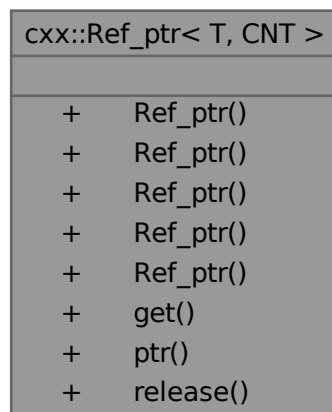 cxx::Ref_ptr< T, CNT >
+ Ref_ptr()
+ Ref_ptr()
+ Ref_ptr()
+ Ref_ptr()
+ Ref_ptr()
+ get()
+ ptr()
+ release()